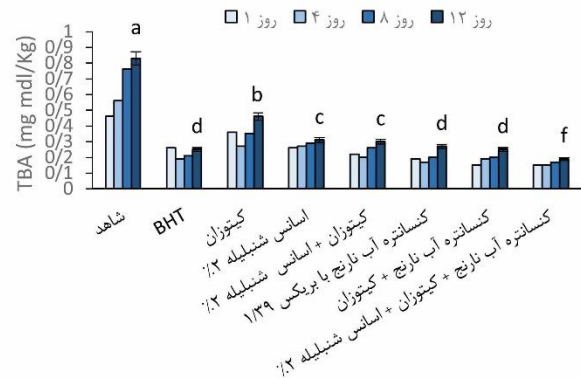 روز ۱ روز ۴ روز ۸ روز ۱۲
TBA (mg mdl/Kg)
1
0/9
0/8
0/7
0/6
0/5
0/4
0/3
0/2
0/1
0
a
d
b
c
c
d
d
f
شاهد
BHT
کیتوزان
اسانس شنبلیله ۲٪
کیتوزان + اسانس شنبلیله ۲٪
کنسانتره آب نارنج با بریکس ۱/۳۹
کنسانتره آب نارنج + کیتوزان
کنسانتره آب نارنج + کیتوزان + اسانس شنبلیله ۲٪